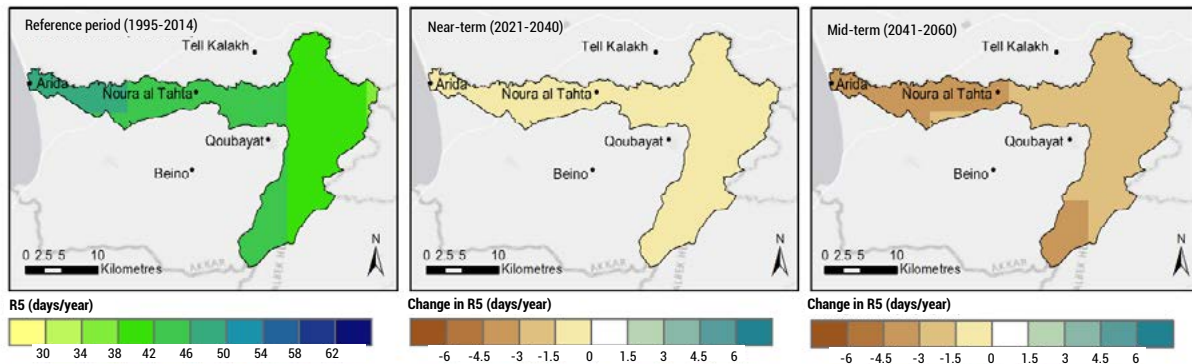 Reference period (1995-2014)
Tell Kalakh
Arida
Noura al Tahta
Qoubayat
Beino
N
0 2.5 5 10
Kilometres
AKKAR
R5 (days/year)
30 34 38 42 46 50 54 58 62
Near-term (2021-2040)
Tell Kalakh
Arida
Noura al Tahta
Qoubayat
Beino
N
0 2.5 5 10
Kilometres
AKKAR
Change in R5 (days/year)
-6 -4.5 -3 -1.5 0 1.5 3 4.5 6
Mid-term (2041-2060)
Tell Kalakh
Arida
Noura al Tahta
Qoubayat
Beino
N
0 2.5 5 10
Kilometres
AKKAR
Change in R5 (days/year)
-6 -4.5 -3 -1.5 0 1.5 3 4.5 6